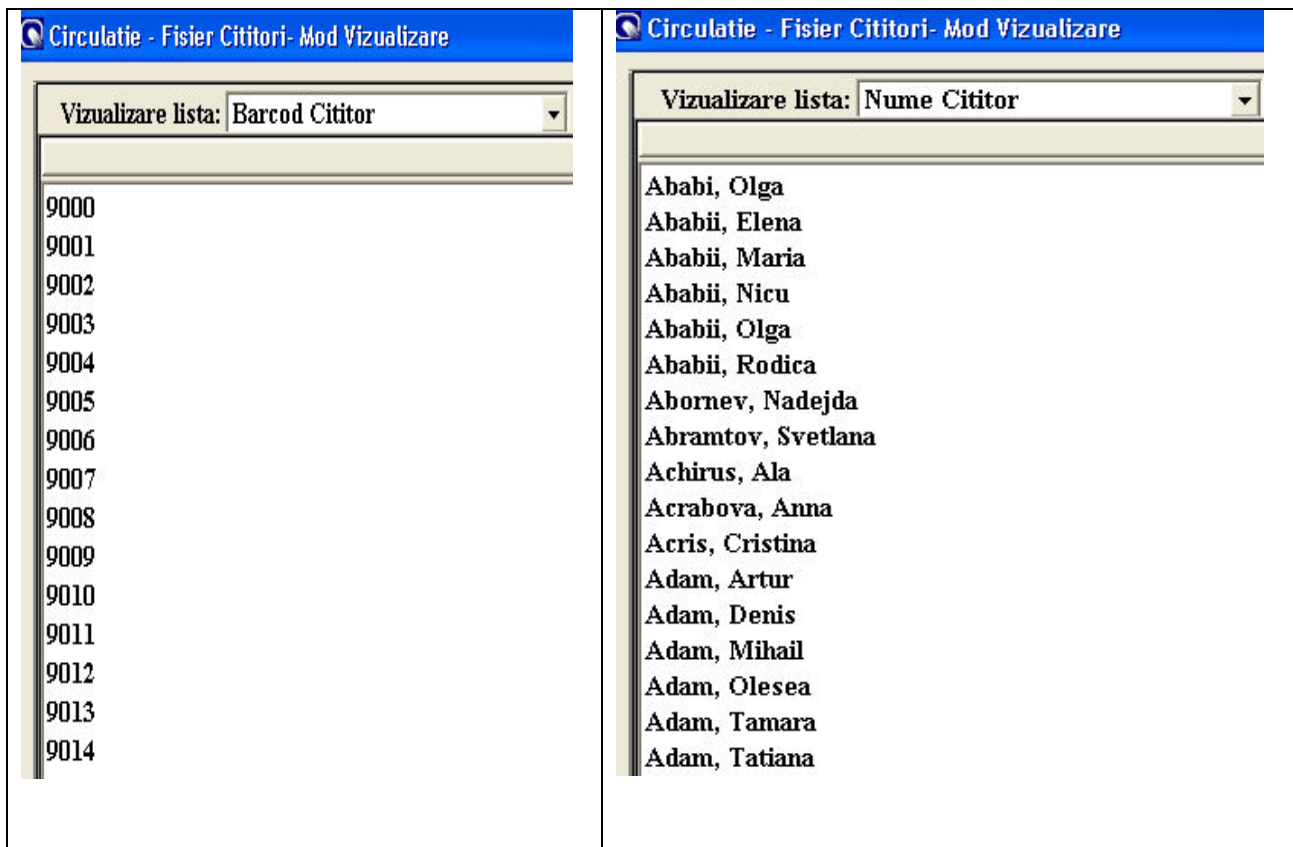 Circulatie - Fisier Cititori- Mod Vizualizare
Vizualizare lista: Barcod Cititor
9000
9001
9002
9003
9004
9005
9006
9007
9008
9009
9010
9011
9012
9013
9014
Circulatie - Fisier Cititori- Mod Vizualizare
Vizualizare lista: Nume Cititor
Ababi, Olga
Ababii, Elena
Ababii, Maria
Ababii, Nicu
Ababii, Olga
Ababii, Rodica
Abornev, Nadejda
Abramtov, Svetlana
Achirus, Ala
Acrabova, Anna
Acris, Cristina
Adam, Artur
Adam, Denis
Adam, Mihail
Adam, Olesea
Adam, Tamara
Adam, Tatiana